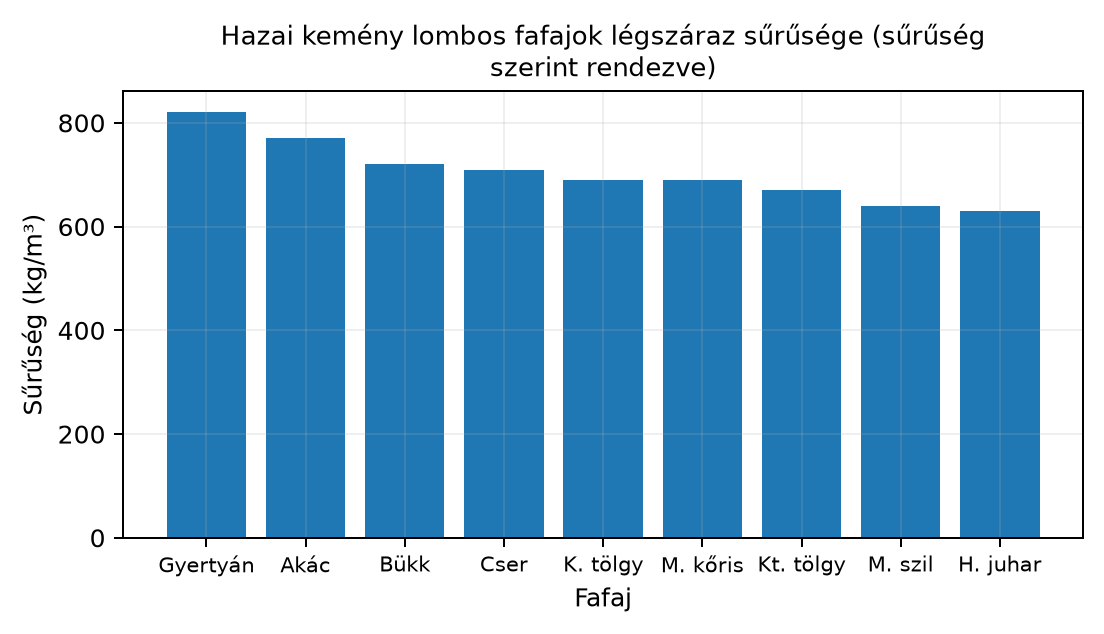 Hazai kemény lombos fafajok légszáraz sűrűsége (sűrűség
szerint rendezve)
Sűrűség (kg/m³)
800
600
400
200
0
Gyertyán Akác Bükk Cser K. tölgy M. kőris Kt. tölgy M. szil H. juhar
Fafaj